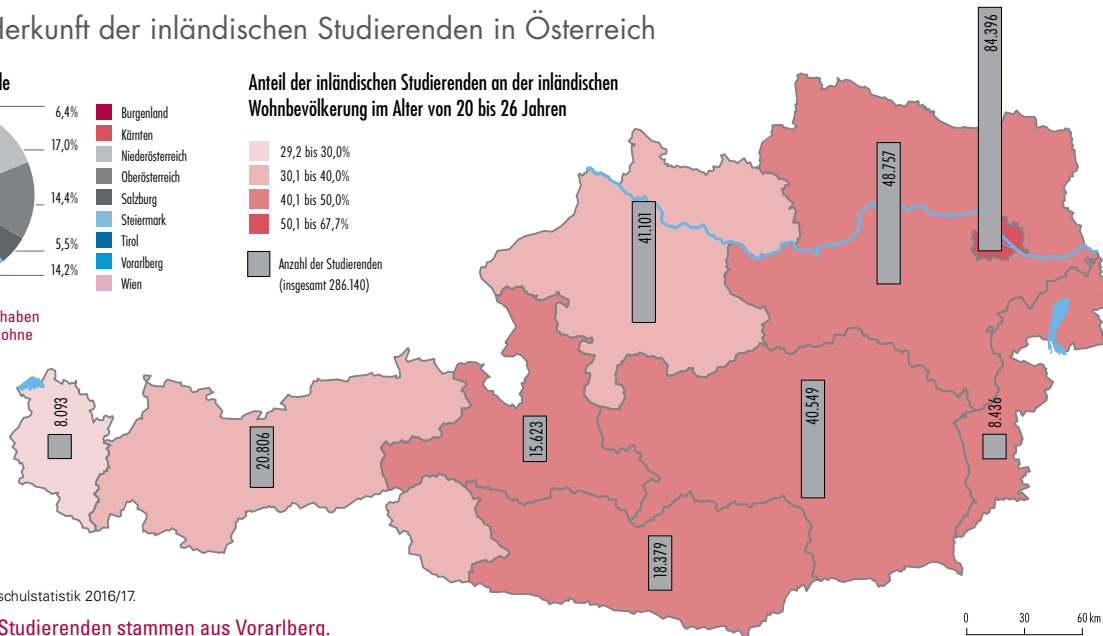 Herkunft der inländischen Studierenden in Österreich
6,4%
17,0%
14,4%
5,5%
14,2%
Burgenland
Kärnten
Niederösterreich
Oberösterreich
Salzburg
Steiermark
Tirol
Vorarlberg
Wien
haben
ohne
Anteil der inländischen Studierenden an der inländischen
Wohnbevölkerung im Alter von 20 bis 26 Jahren
29,2 bis 30,0%
30,1 bis 40,0%
40,1 bis 50,0%
50,1 bis 67,7%
Anzahl der Studierenden
(insgesamt 286.140)
84.396
48.757
41.101
8.093
20.806
15.623
40.549
8.436
18.379
schulstatistik 2016/17.
Studierenden stammen aus Vorarlberg.
0 30 60 km